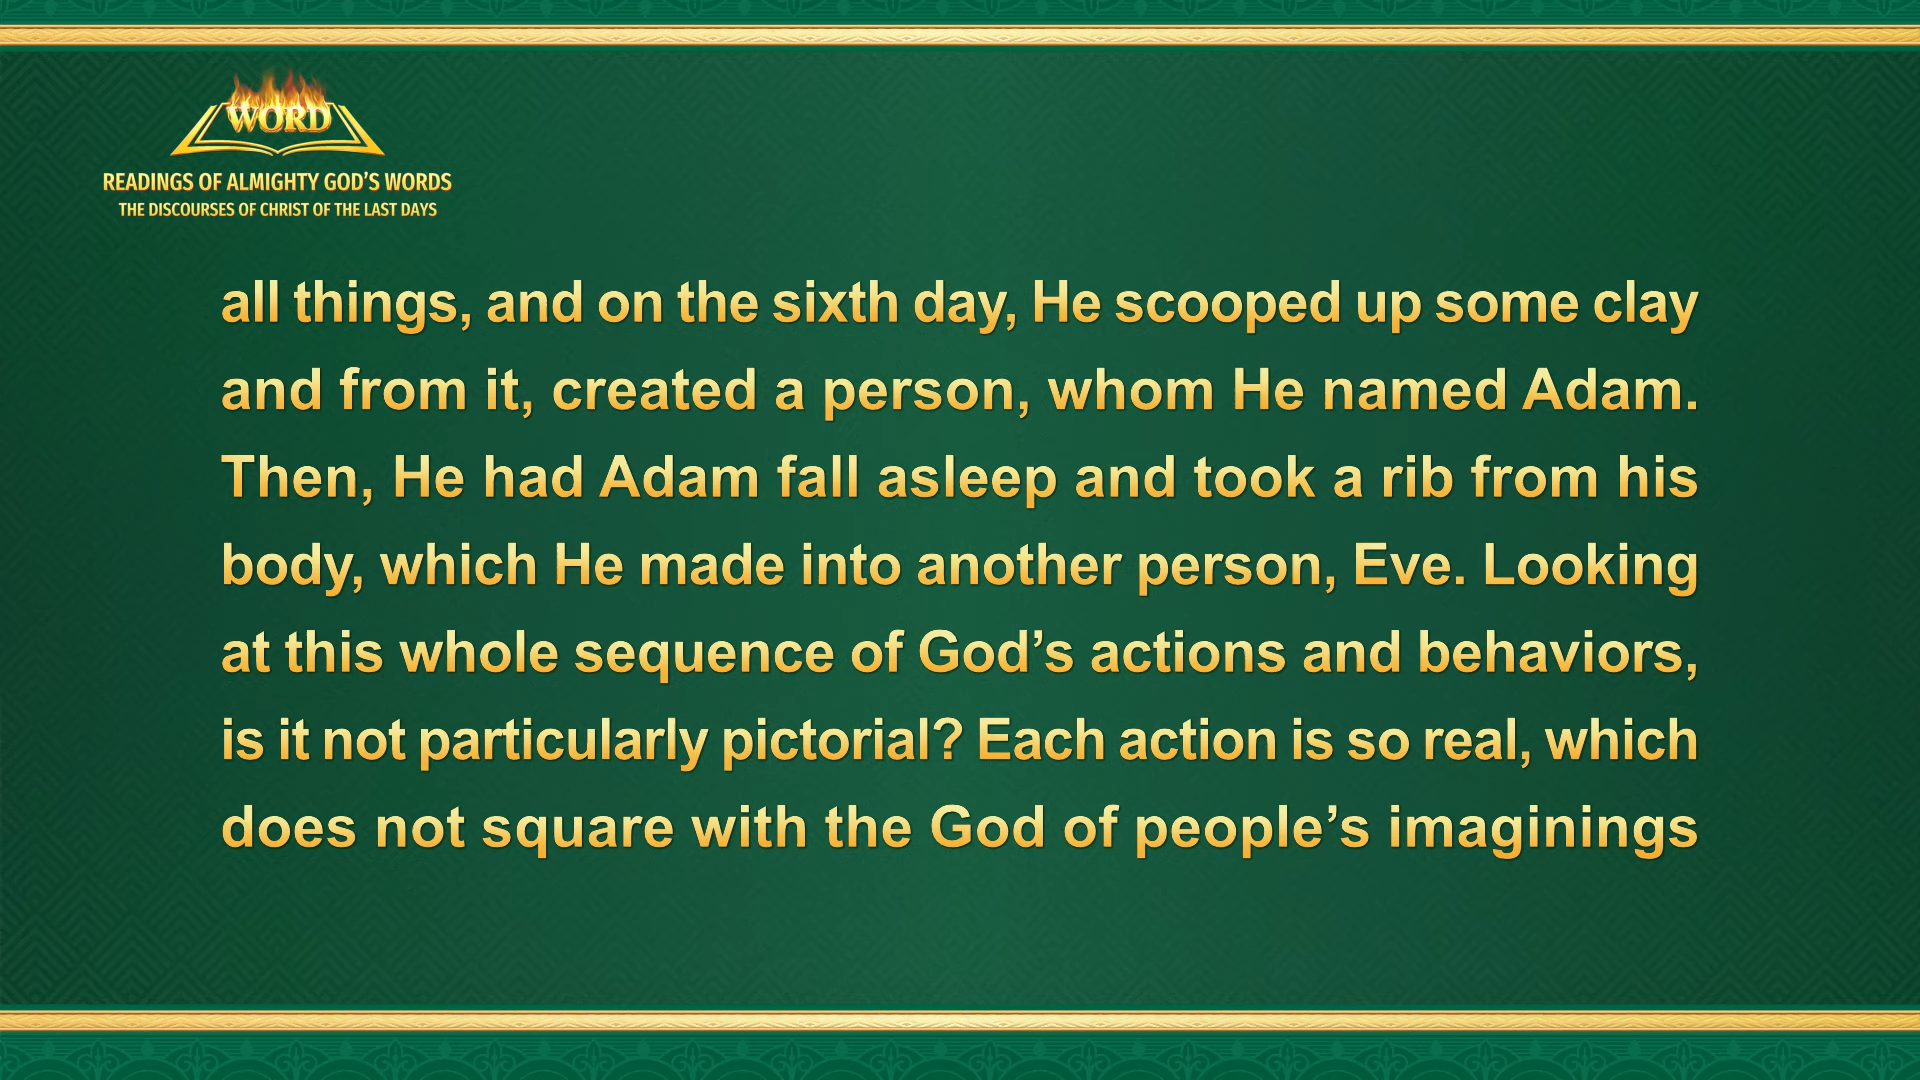 WORD
READINGS OF ALMIGHTY GOD'S WORDS
THE DISCOURSES OF CHRIST OF THE LAST DAYS
all things, and on the sixth day, He scooped up some clay
and from it, created a person, whom He named Adam.
Then, He had Adam fall asleep and took a rib from his
body, which He made into another person, Eve. Looking
at this whole sequence of God’s actions and behaviors,
is it not particularly pictorial? Each action is so real, which
does not square with the God of people’s imaginings